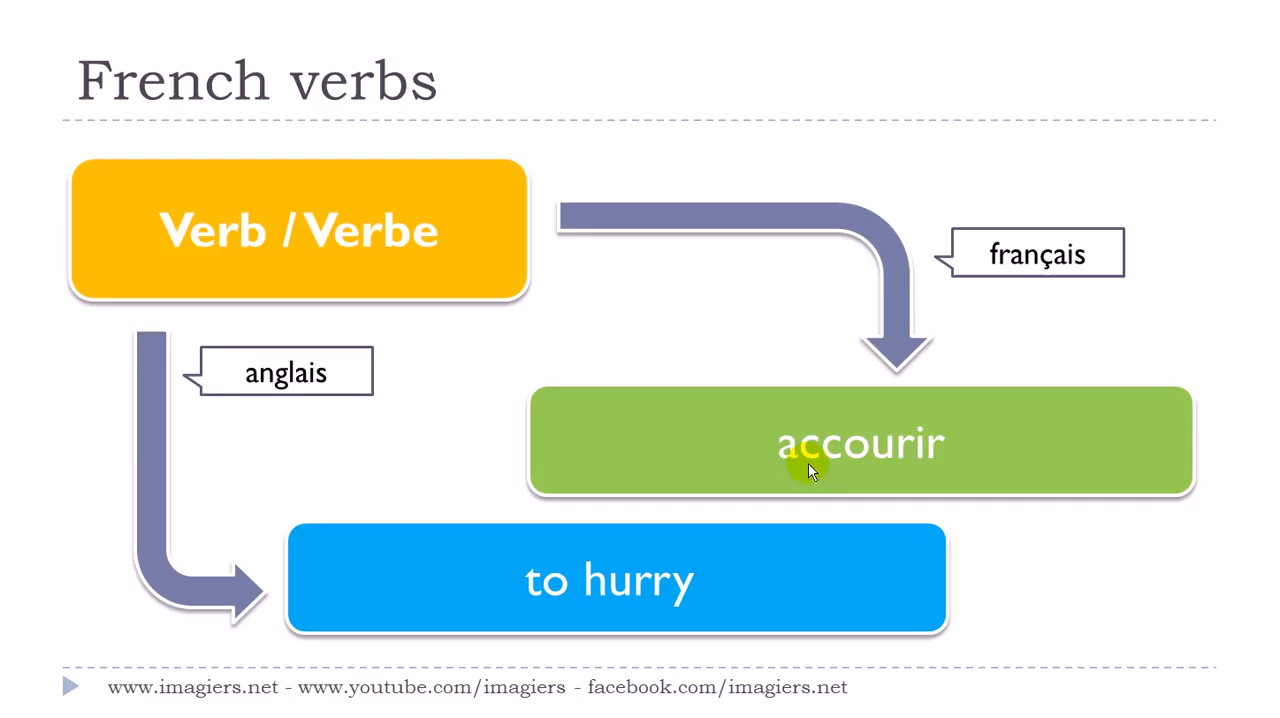 French verbs
Verb / Verbe
français
anglais
accourir
to hurry
www.imagiers.net - www.youtube.com/imagiers - facebook.com/imagiers.net